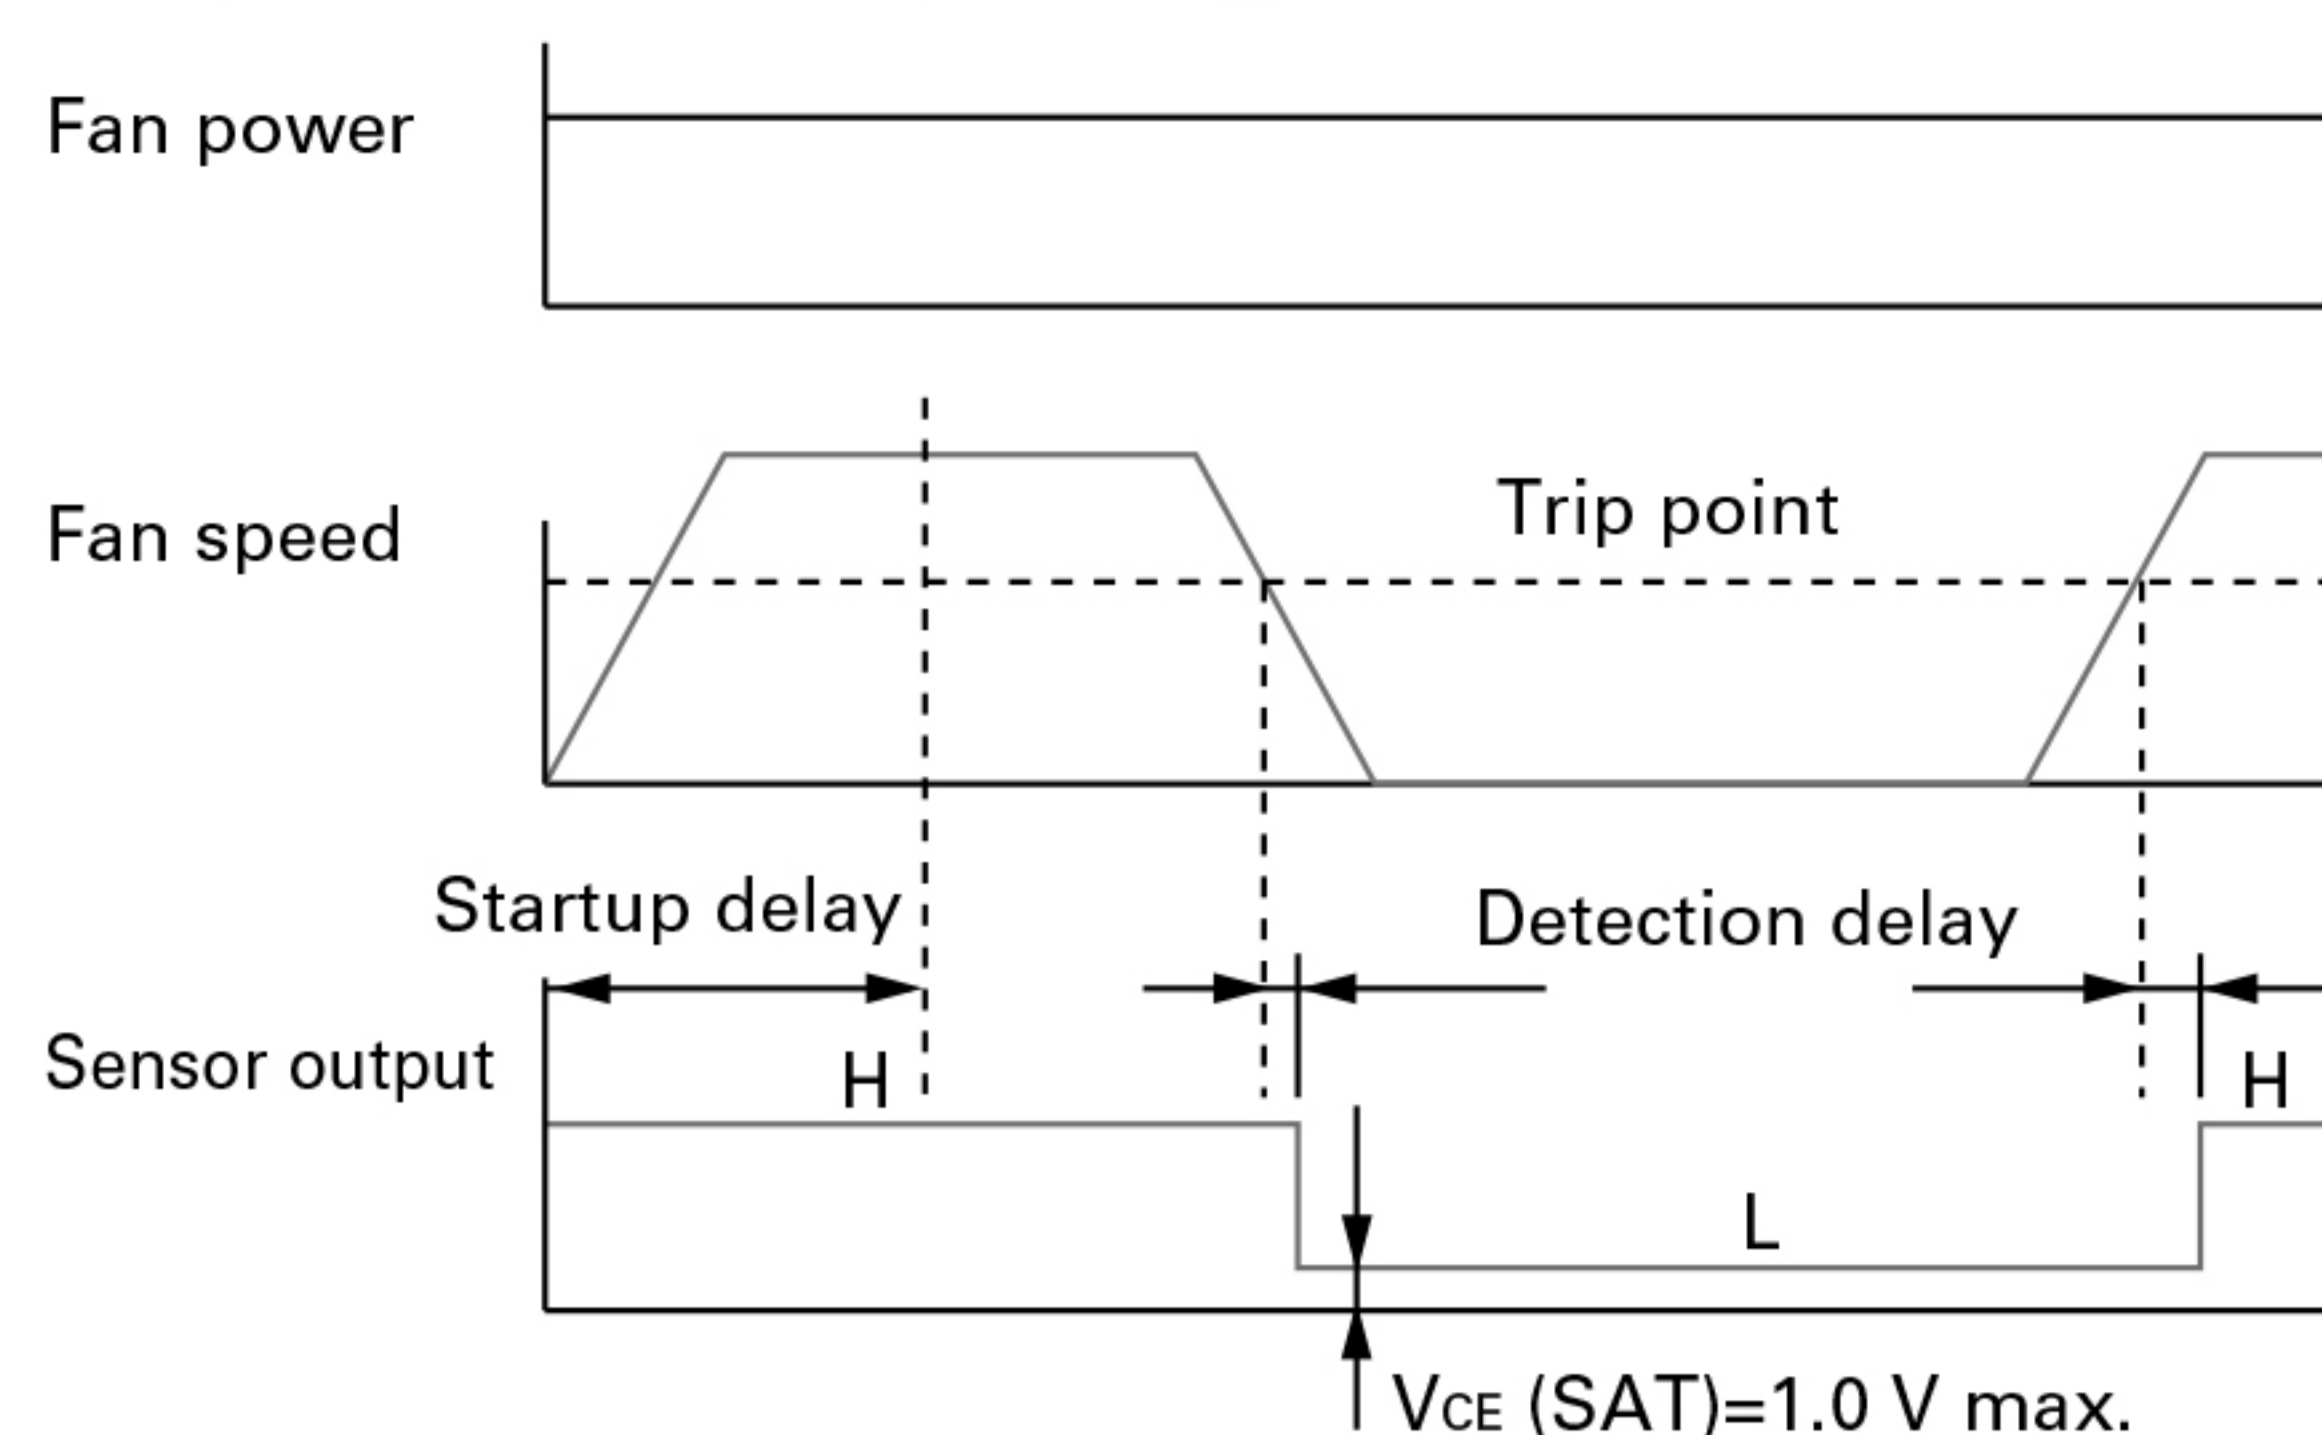 Fan power
Fan speed
Trip point
Startup delay
Detection delay
Sensor output
H
H
L
VCE (SAT)=1.0 V max.